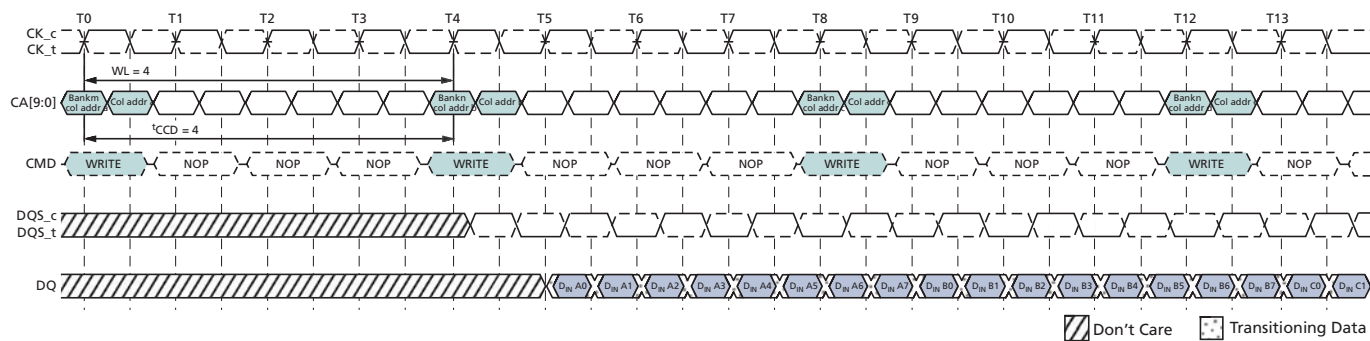 T0 T1 T2 T3 T4 T5 T6 T7 T8 T9 T10 T11 T12 T13
CK_c
CK_t
WL = 4
CA[9:0] Bankm col addr a Col addr Bankn col addr b Col addr Bankn col addr c Col addr Bankn col addr Col addr
tCCD = 4
CMD WRITE NOP NOP NOP WRITE NOP NOP NOP WRITE NOP NOP NOP WRITE NOP
DQS_c
DQS_t
DQ DIN A0 DIN A1 DIN A2 DIN A3 DIN A4 DIN A5 DIN A6 DIN A7 DIN B0 DIN B1 DIN B2 DIN B3 DIN B4 DIN B5 DIN B6 DIN B7 DIN C0 DIN C1
Don't Care Transitioning Data